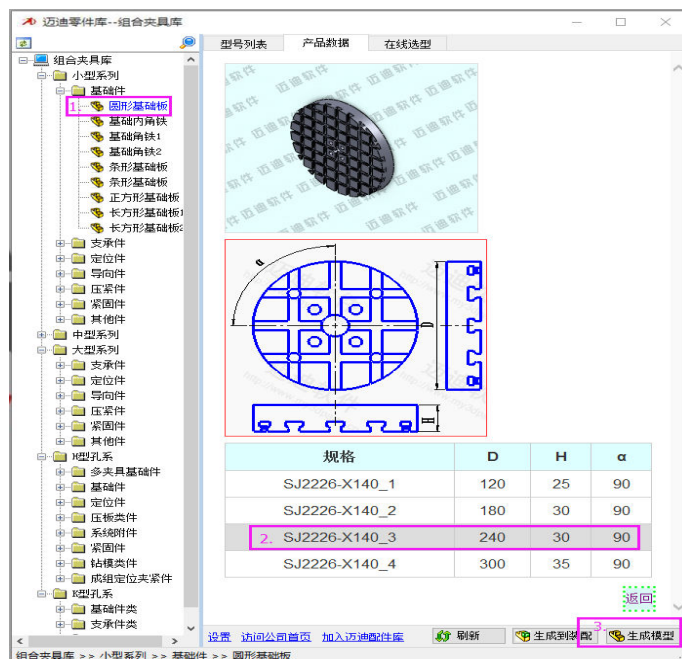 迈迪零件库--组合夹具库
型号列表 产品数据 在线选型
组合夹具库
小型系列
基础件
1. 圆形基础板
基础内角铁
基础角铁1
基础角铁2
条形基础板
条形基础板
正方形基础板
长方形基础板1
长方形基础板2
支承件
定位件
导向件
压紧件
紧固件
其他件
中型系列
大型系列
支承件
定位件
导向件
压紧件
紧固件
其他件
H型孔系
多夹具基础件
基础件
定位件
压板类件
系统附件
紧固件
钻模类件
成组定位夹紧件
K型孔系
基础件类
支承件类
迈迪软件
α
D
H
规格 D H α
SJ2226-X140_1 120 25 90
SJ2226-X140_2 180 30 90
2. SJ2226-X140_3 240 30 90
SJ2226-X140_4 300 35 90
返回
3.
设置 访问公司首页 加入迈迪配件库 刷新 生成到装配 生成模型
组合夹具库 >> 小型系列 >> 基础件 >> 圆形基础板